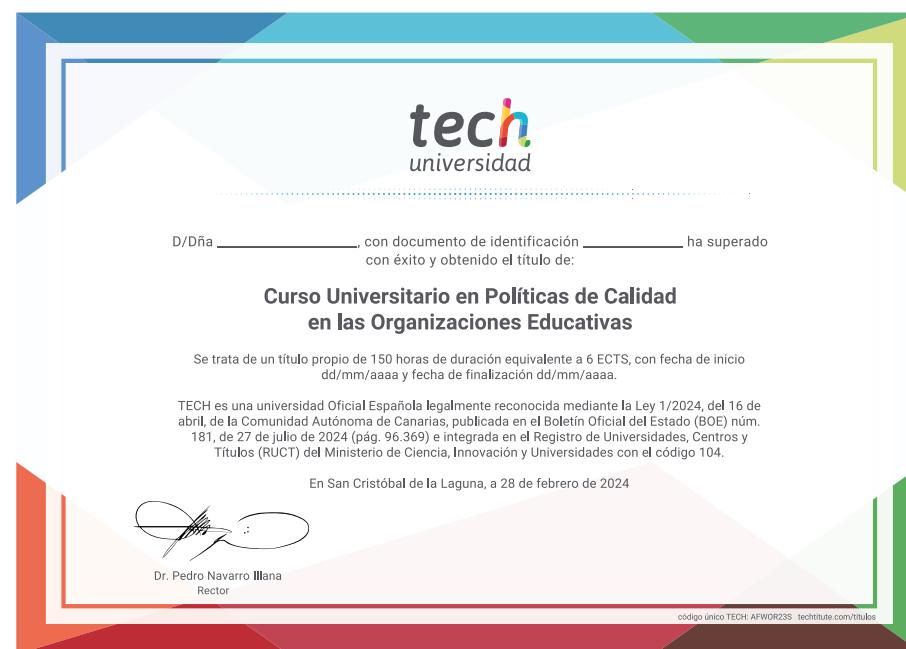 tech
universidad
D/Dña ____________, con documento de identificación ____________ ha superado
con éxito y obtenido el título de:
Curso Universitario en Políticas de Calidad
en las Organizaciones Educativas
Se trata de un título propio de 150 horas de duración equivalente a 6 ECTS, con fecha de inicio
dd/mm/aaaa y fecha de finalización dd/mm/aaaa.
TECH es una universidad Oficial Española legalmente reconocida mediante la Ley 1/2024, del 16 de
abril, de la Comunidad Autónoma de Canarias, publicada en el Boletín Oficial del Estado (BOE) núm.
181, de 27 de julio de 2024 (pág. 96.369) e integrada en el Registro de Universidades, Centros y
Títulos (RUCT) del Ministerio de Ciencia, Innovación y Universidades con el código 104.
En San Cristóbal de la Laguna, a 28 de febrero de 2024
Dr. Pedro Navarro Illana
Rector
código único TECH: AFWOR23S techtitute.com/titulos